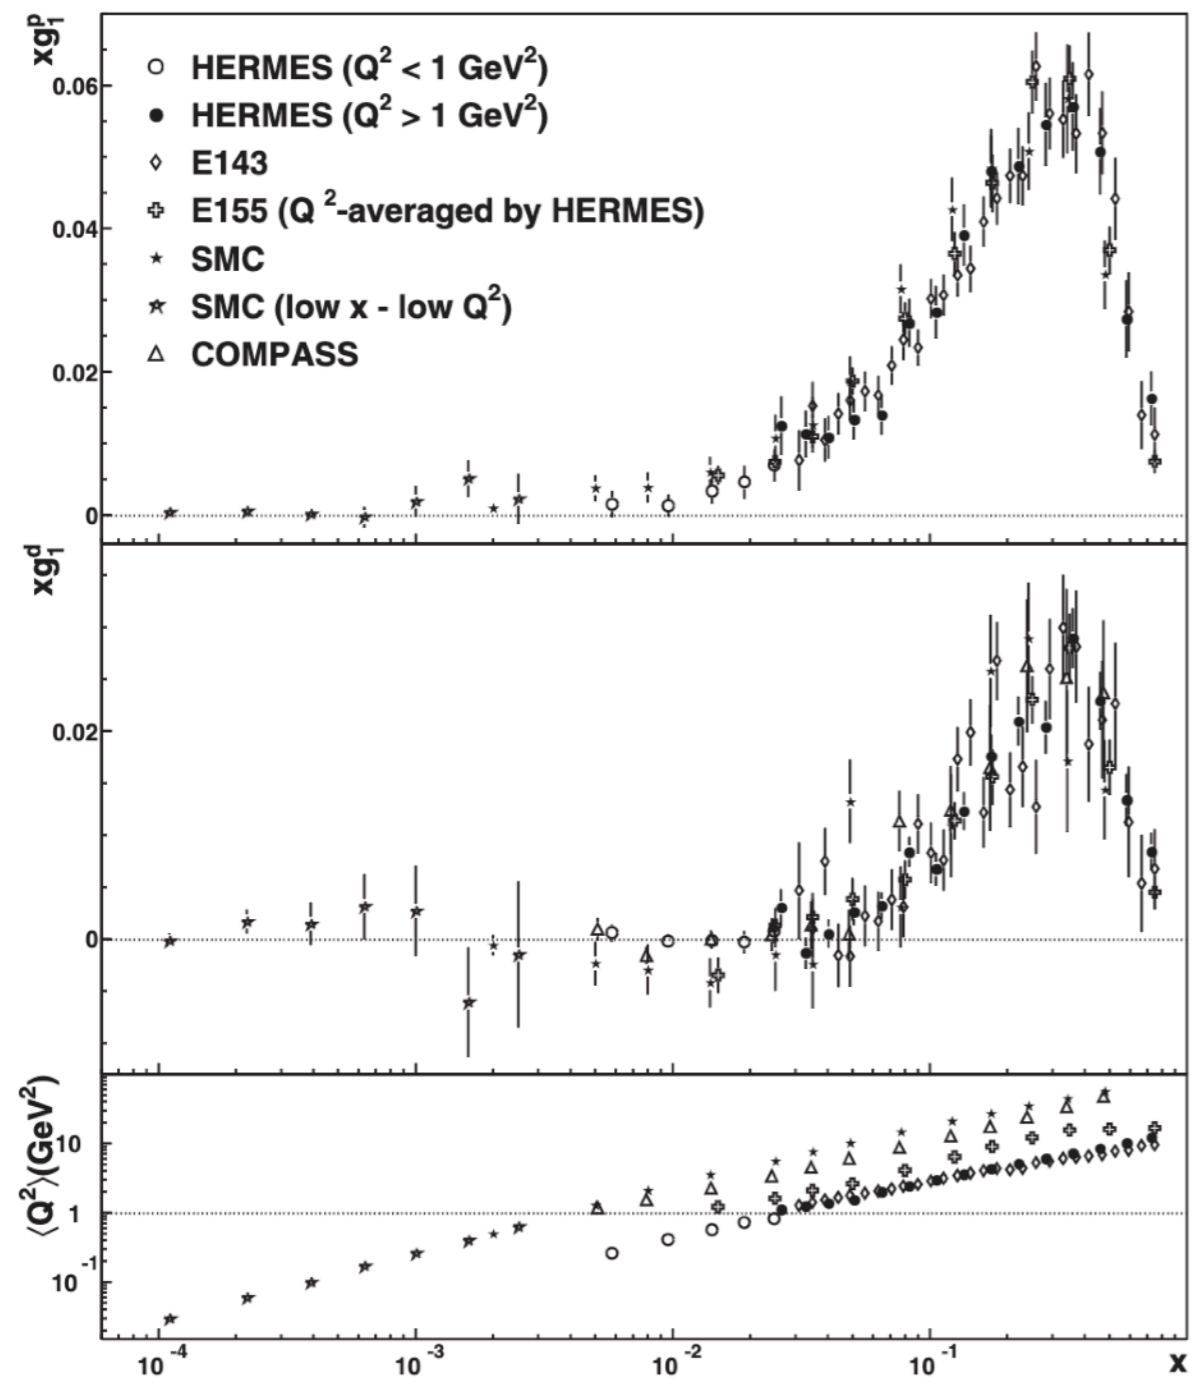 xg₁ᵖ
HERMES (Q² < 1 GeV²)
HERMES (Q² > 1 GeV²)
E143
E155 (Q ²-averaged by HERMES)
SMC
SMC (low x - low Q²)
COMPASS
0.06
0.04
0.02
0
xg₁ᵈ
0.02
0
⟨Q²⟩(GeV²)
10
1
10⁻¹
10⁻⁴ 10⁻³ 10⁻² 10⁻¹ x